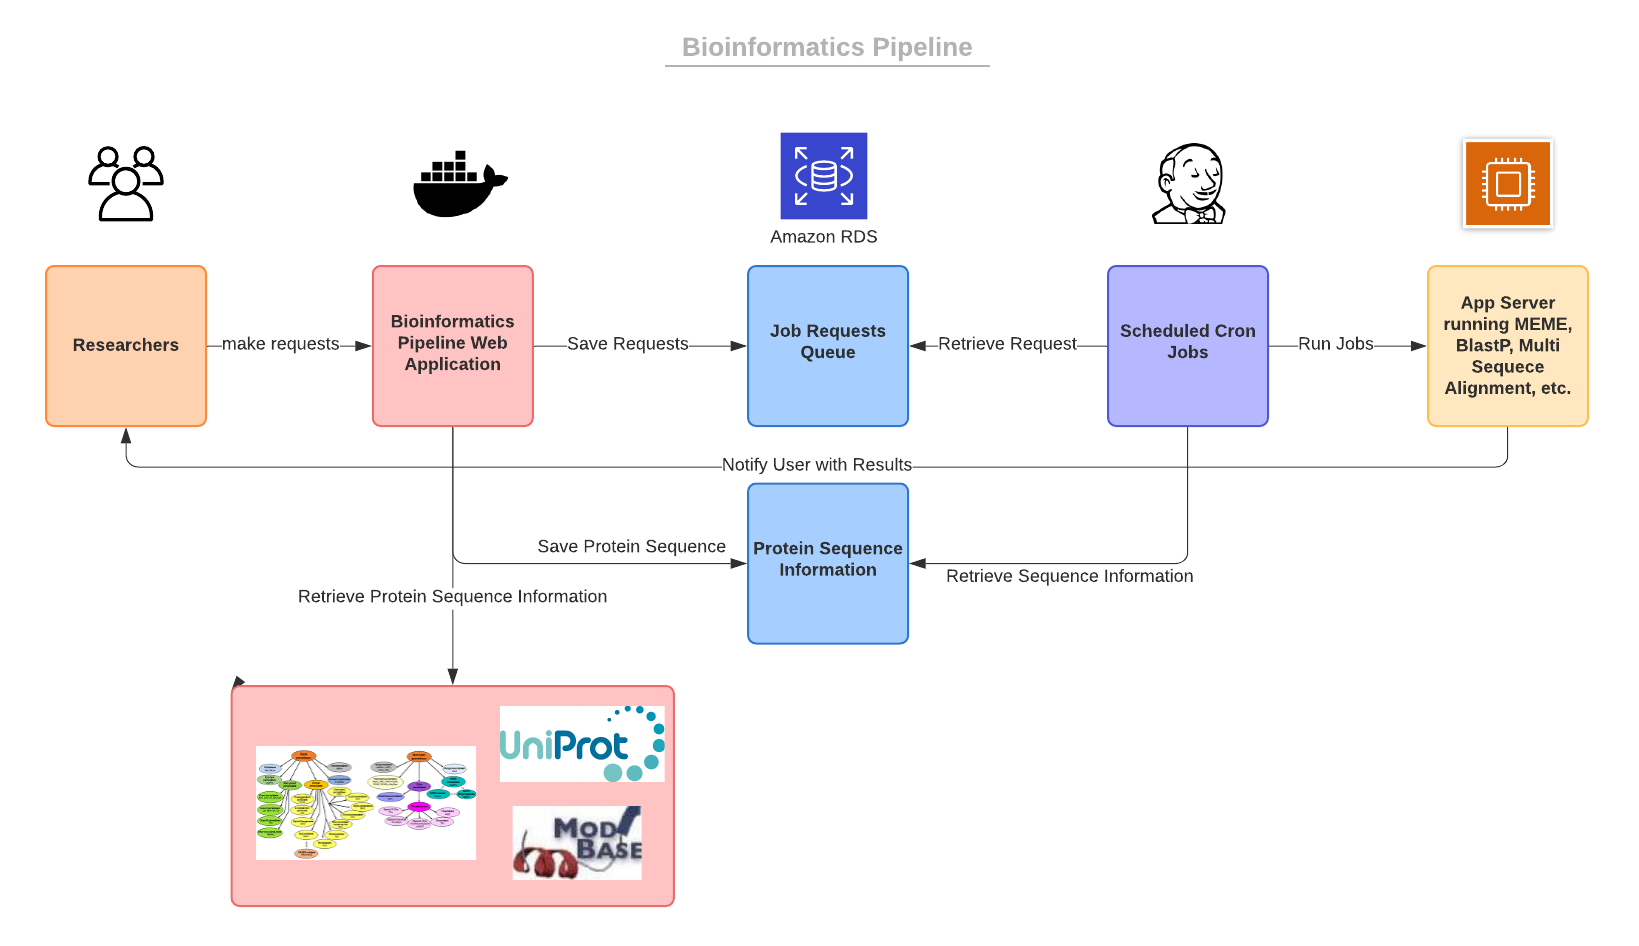 Bioinformatics Pipeline
Amazon RDS
Researchers
make requests
Bioinformatics
Pipeline Web
Application
Save Requests
Job Requests
Queue
Retrieve Request
Scheduled Cron
Jobs
Run Jobs
App Server
running MEME,
BlastP, Multi
Sequece
Alignment, etc.
Notify User with Results
Save Protein Sequence
Protein Sequence
Information
Retrieve Sequence Information
Retrieve Protein Sequence Information
UniProt
MOD
BASE